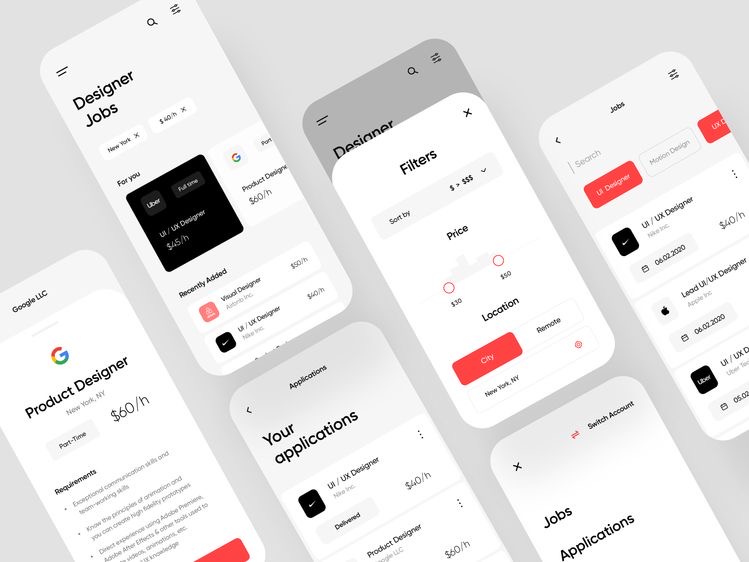 Designer
Jobs
New York
$ 40/h
For you
Uber
Full time
UI / UX Designer
$45/h
Product
$60/h
Recently Added
Visual Designer
Airbnb Inc.
$50/h
UI / UX Designer
Nike Inc.
$40/h
Designer
Filters
Sort by
$ > $$$
Price
$30
$50
Location
City
Remote
New York, NY
Jobs
Search
UI Designer
Motion Design
UI / UX Designer
Nike Inc.
$40/h
06.02.2020
Lead UI/UX Designer
Apple Inc
06.02.2020
Uber
UI / UX D
Uber Te
05.02
Google LLC
Product Designer
New York, NY
Part-Time
$60/h
Requirements
Exceptional communication skills and
team-working skills
Know the principles of animation and
you can create high fidelity prototypes
Direct experience using Adobe Premiere,
Adobe After Effects & other tools used to
videos, animations, etc.
UX knowledge
Applications
Your
applications
UI / UX Designer
Nike Inc.
$40/h
Delivered
Product Designer
Google LLC
$60/h
Switch Account
Jobs
Applications